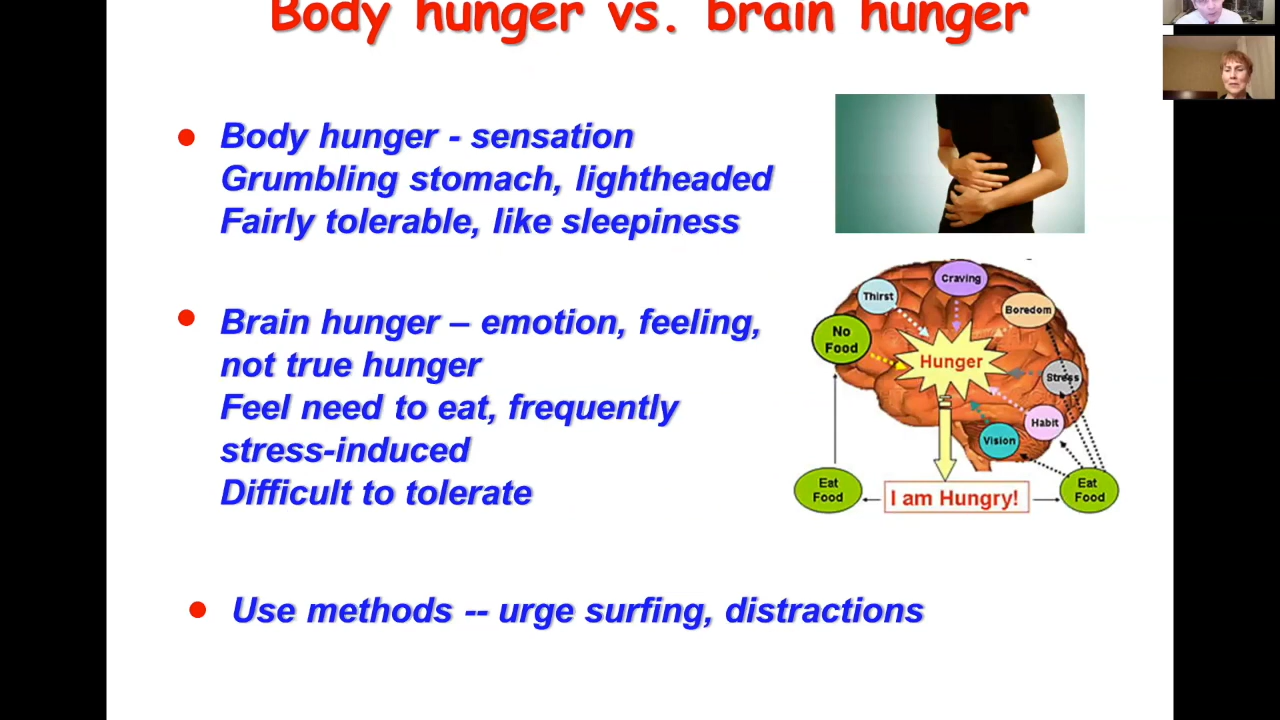 Body hunger vs. brain hunger
Body hunger - sensation
Grumbling stomach, lightheaded
Fairly tolerable, like sleepiness
Brain hunger – emotion, feeling,
not true hunger
Feel need to eat, frequently
stress-induced
Difficult to tolerate
Craving
Thirst
Boredom
No
Food
Hunger
Stress
Habit
Vision
Eat
Food
I am Hungry!
Eat
Food
Use methods -- urge surfing, distractions